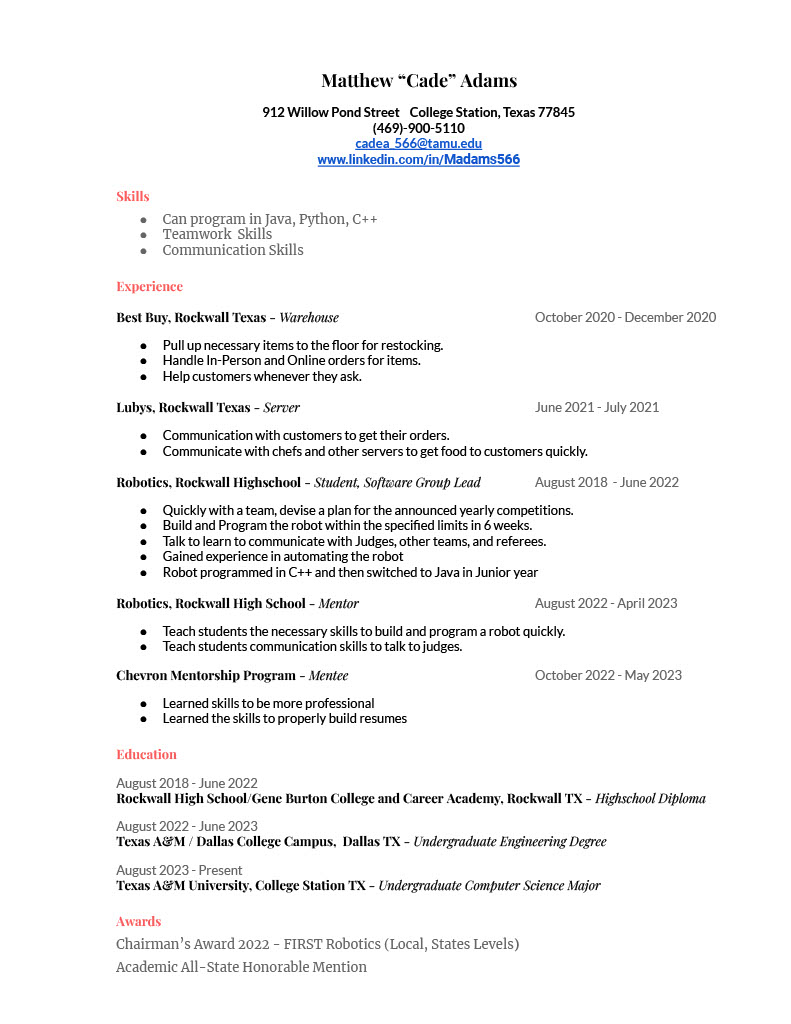 Matthew “Cade” Adams
912 Willow Pond Street College Station, Texas 77845
(469)-900-5110
cadea_566@tamu.edu
www.linkedin.com/in/Madams566
Skills
● Can program in Java, Python, C++
● Teamwork Skills
● Communication Skills
Experience
Best Buy, Rockwall Texas – Warehouse October 2020 - December 2020
● Pull up necessary items to the floor for restocking.
● Handle In-Person and Online orders for items.
● Help customers whenever they ask.
Lubys, Rockwall Texas – Server June 2021 - July 2021
● Communication with customers to get their orders.
● Communicate with chefs and other servers to get food to customers quickly.
Robotics, Rockwall Highschool – Student, Software Group Lead August 2018 - June 2022
● Quickly with a team, devise a plan for the announced yearly competitions.
● Build and Program the robot within the specified limits in 6 weeks.
● Talk to learn to communicate with Judges, other teams, and referees.
● Gained experience in automating the robot
● Robot programmed in C++ and then switched to Java in Junior year
Robotics, Rockwall High School – Mentor August 2022 - April 2023
● Teach students the necessary skills to build and program a robot quickly.
● Teach students communication skills to talk to judges.
Chevron Mentorship Program – Mentee October 2022 - May 2023
● Learned skills to be more professional
● Learned the skills to properly build resumes
Education
August 2018 - June 2022
Rockwall High School/Gene Burton College and Career Academy, Rockwall TX – Highschool Diploma
August 2022 - June 2023
Texas A&M / Dallas College Campus, Dallas TX – Undergraduate Engineering Degree
August 2023 - Present
Texas A&M University, College Station TX – Undergraduate Computer Science Major
Awards
Chairman’s Award 2022 - FIRST Robotics (Local, States Levels)
Academic All-State Honorable Mention